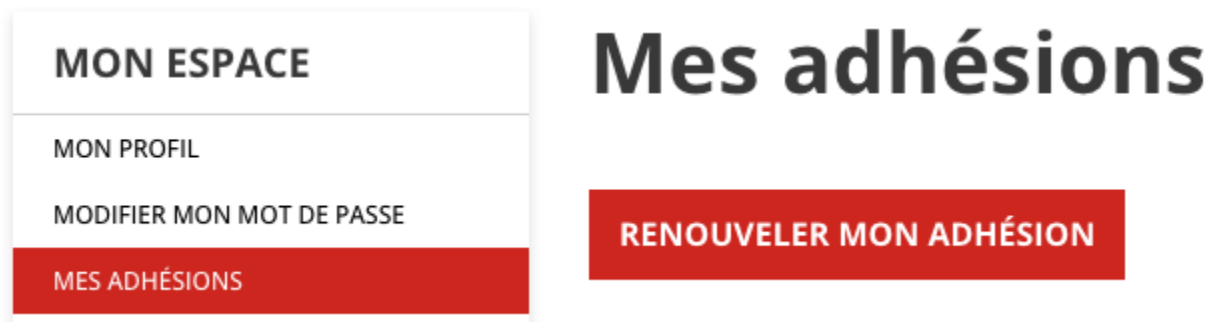 MON ESPACE
MON PROFIL
MODIFIER MON MOT DE PASSE
MES ADHÉSIONS
Mes adhésions
RENOUVELER MON ADHÉSION